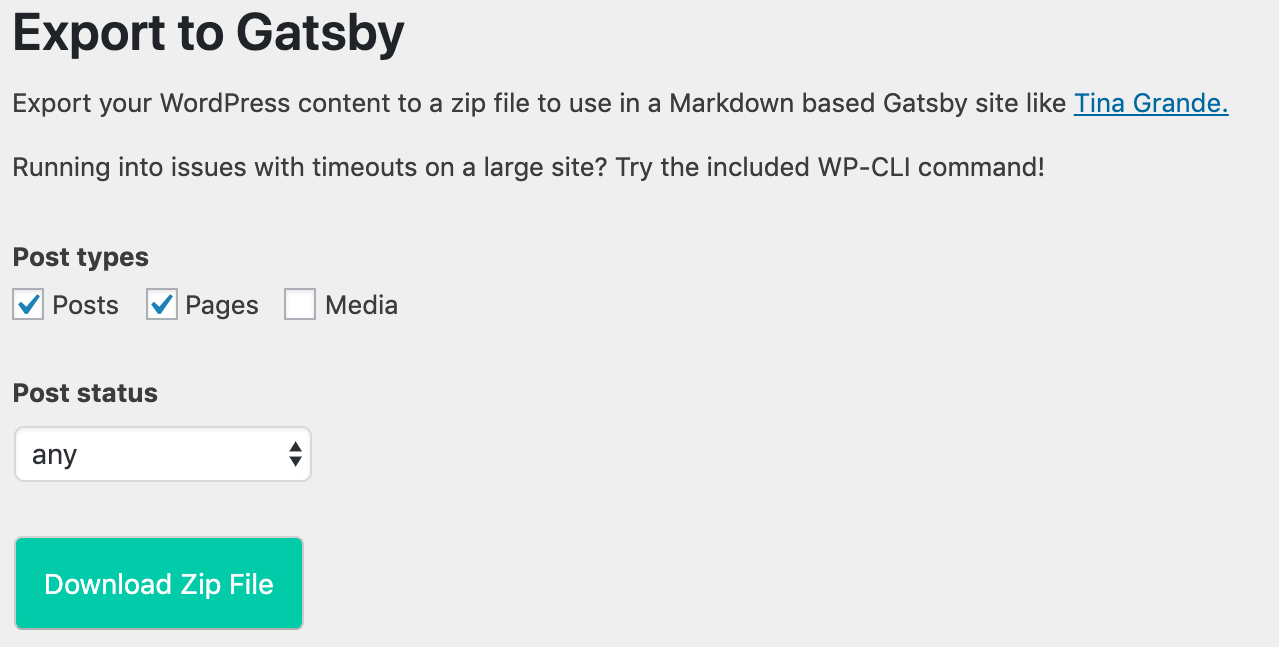 Export to Gatsby
Export your WordPress content to a zip file to use in a Markdown based Gatsby site like Tina Grande.
Running into issues with timeouts on a large site? Try the included WP-CLI command!
Post types
Posts Pages Media
Post status
any
Download Zip File